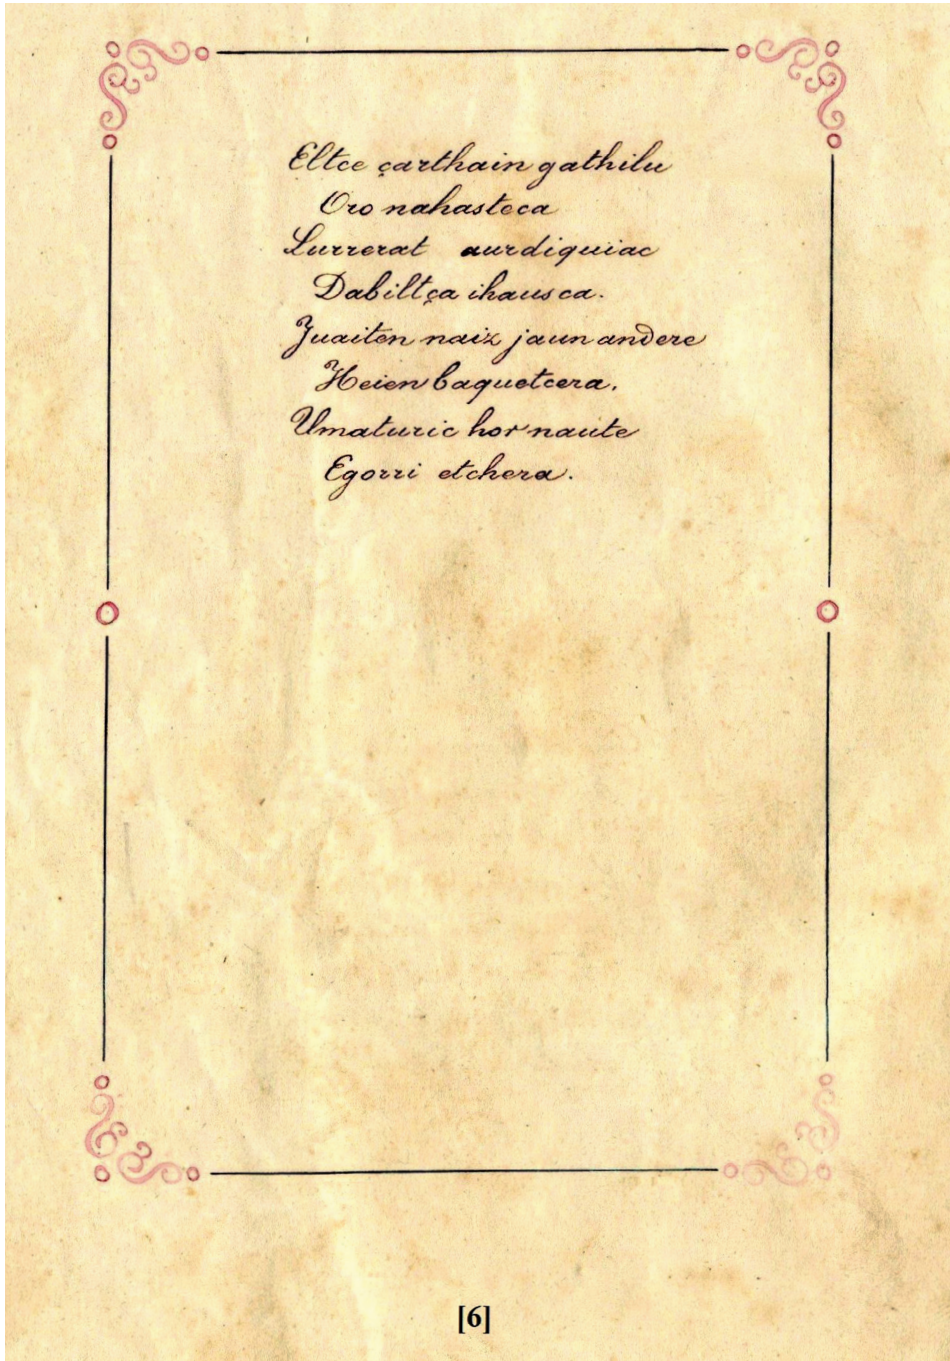 Eltce çarthain gathilu
Oro nahasteca
Lurrerat aurdiquiac
Dabiltça ihausca.
Juaiten naiz jaun andere
Heien baquetcera.
Umaturic hor naute
Egorri etchera.
[6]